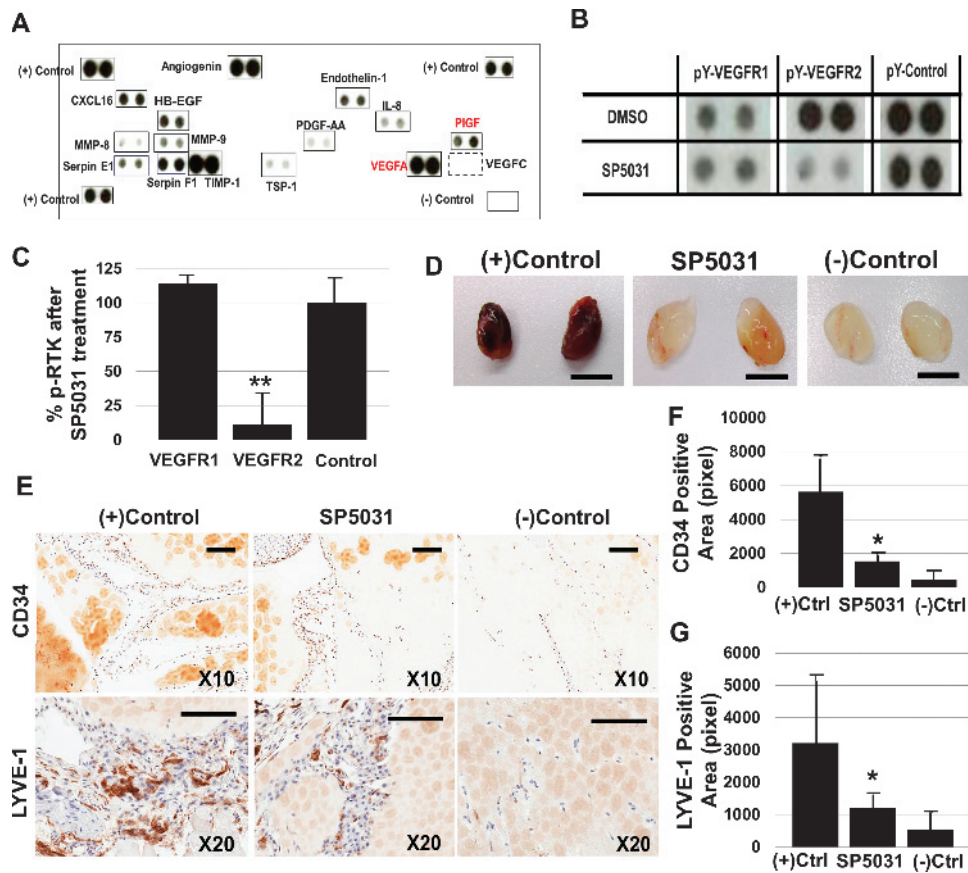 A
(+) Control
Angiogenin
(+) Control
Endothelin-1
CXCL16
HB-EGF
IL-8
PDGF-AA
PIGF
MMP-8
MMP-9
Serpin E1
VEGFA
VEGFC
Serpin F1
TIMP-1
TSP-1
(+) Control
(-) Control
B
pY-VEGFR1 pY-VEGFR2 pY-Control
DMSO
SP5031
C
% p-RTK after
SP5031 treatment
125
100
75
50
25
0
**
VEGFR1 VEGFR2 Control
D
(+)Control SP5031 (-)Control
E
(+)Control SP5031 (-)Control
CD34
X10 X10 X10
LYVE-1
X20 X20 X20
F
CD34 Positive
Area (pixel)
10000
8000
6000
4000
2000
0
*
(+)Ctrl SP5031 (-)Ctrl
G
LYVE-1 Positive
Area (pixel)
6000
5000
4000
3000
2000
1000
0
*
(+)Ctrl SP5031 (-)Ctrl